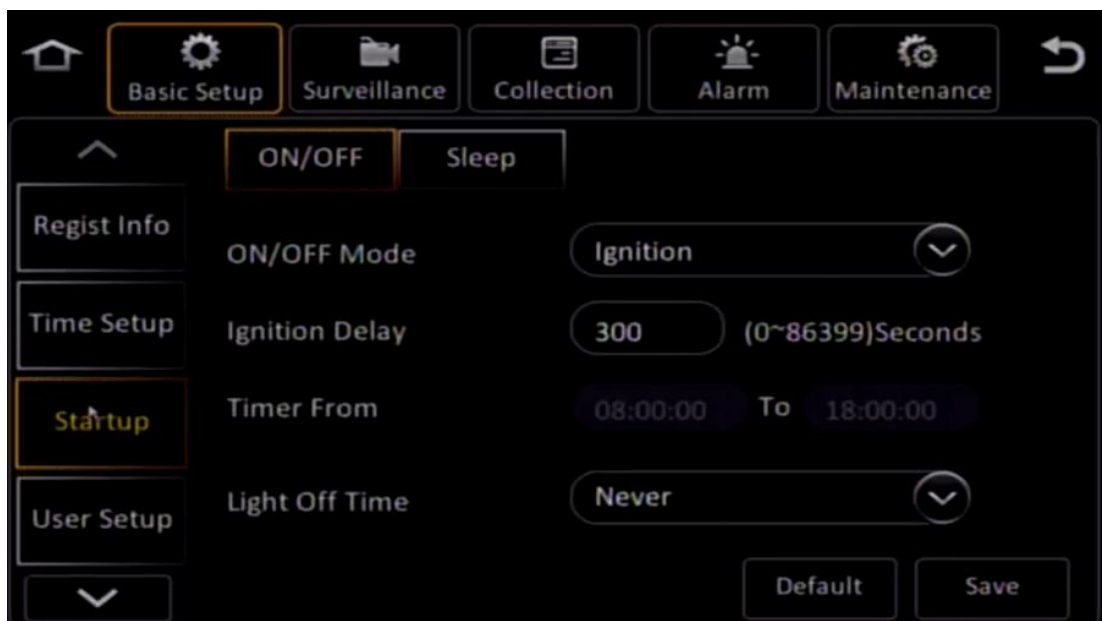 Basic Setup
Surveillance
Collection
Alarm
Maintenance
ON/OFF
Sleep
Regist Info
Time Setup
Startup
User Setup
ON/OFF Mode
Ignition
Ignition Delay
300
(0~86399)Seconds
Timer From
08:00:00
To
18:00:00
Light Off Time
Never
Default
Save